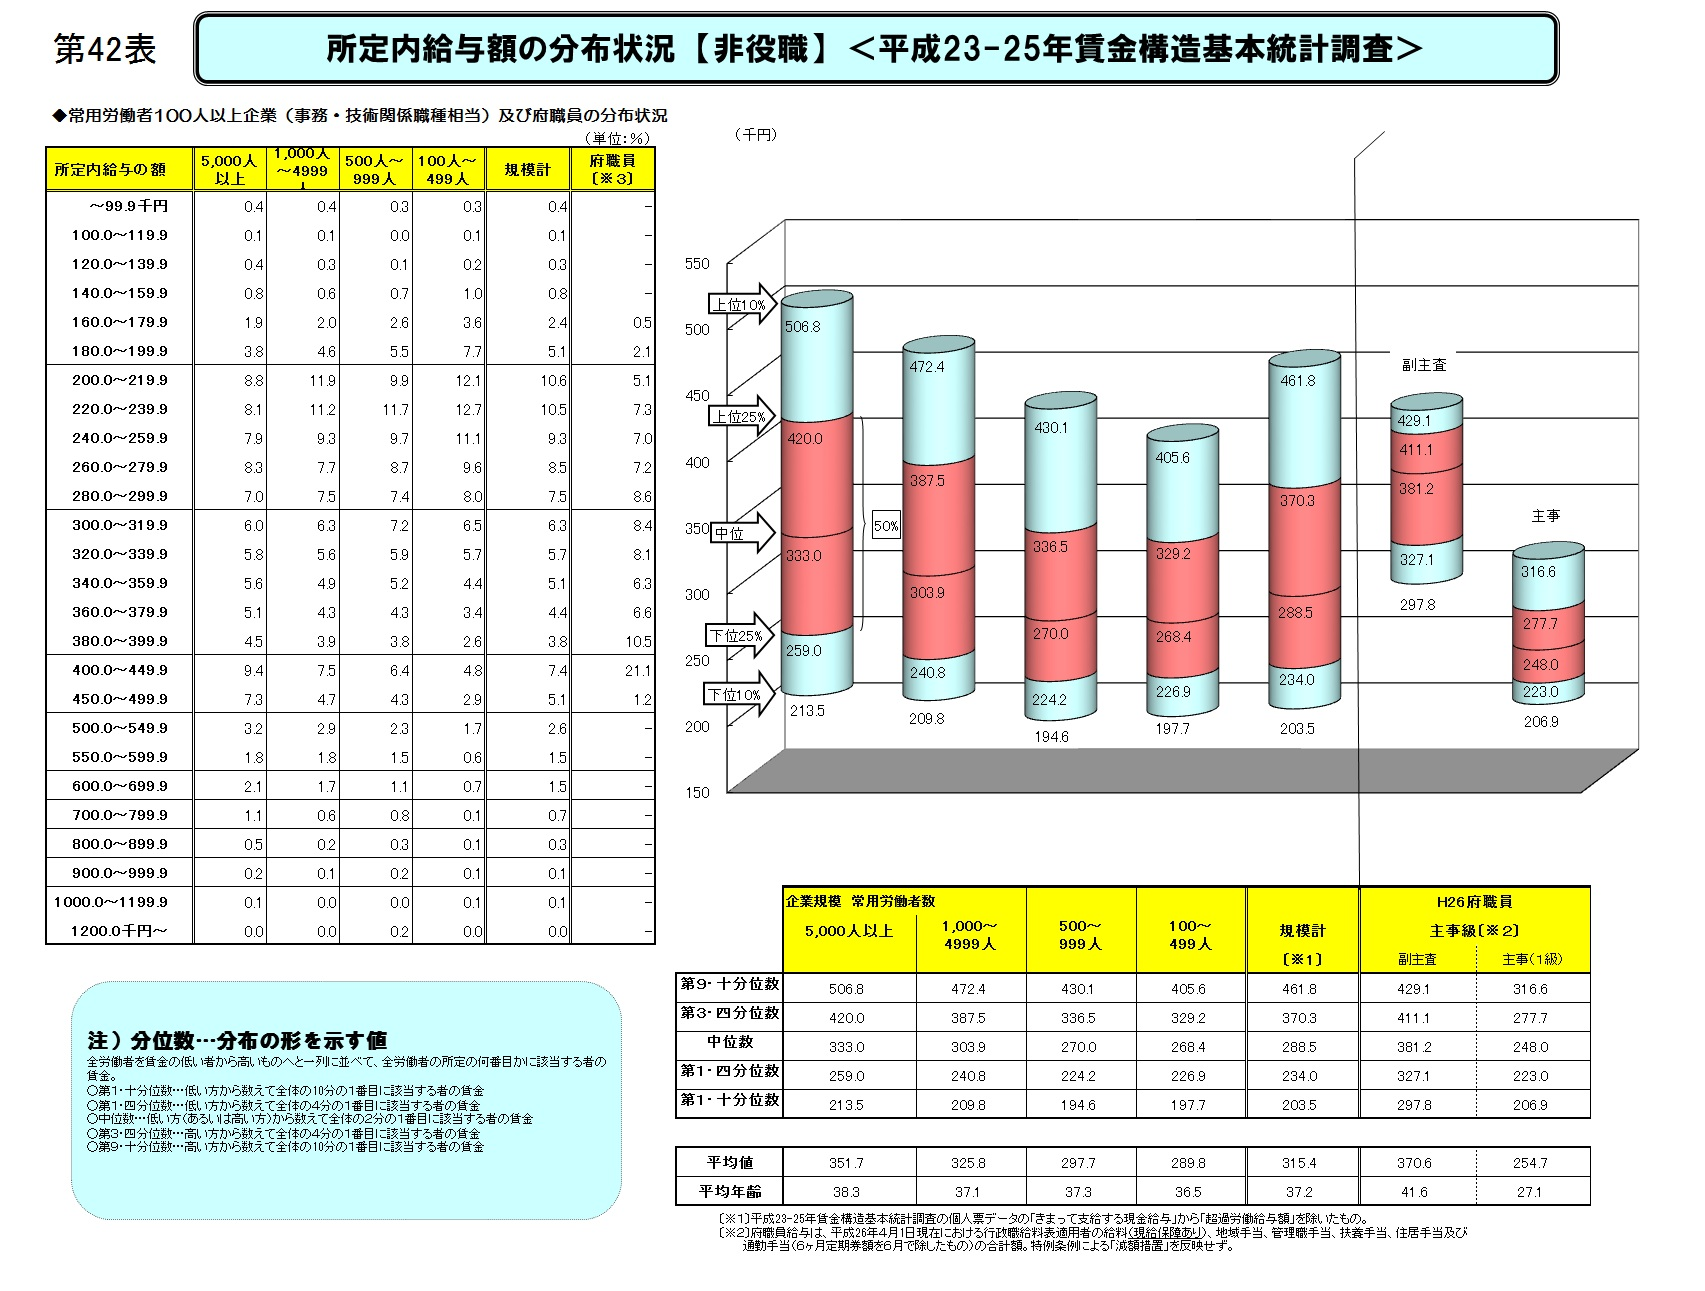 第42表
所定内給与額の分布状況【非役職】＜平成23-25年賃金構造基本統計調査＞
◆常用労働者100人以上企業（事務・技術関係職種相当）及び府職員の分布状況
（単位：％）
所定内給与の額 5,000人以上 1,000人～4999人 500人～999人 100人～499人 規模計 府職員〔※3〕
～99.9千円 0.4 0.4 0.3 0.3 0.4 －
100.0～119.9 0.1 0.1 0.0 0.1 0.1 －
120.0～139.9 0.4 0.3 0.1 0.2 0.3 －
140.0～159.9 0.8 0.6 0.7 1.0 0.8 －
160.0～179.9 1.9 2.0 2.6 3.6 2.4 0.5
180.0～199.9 3.8 4.6 5.5 7.7 5.1 2.1
200.0～219.9 8.8 11.9 9.9 12.1 10.6 5.1
220.0～239.9 8.1 11.2 11.7 12.7 10.5 7.3
240.0～259.9 7.9 9.3 9.7 11.1 9.3 7.0
260.0～279.9 8.3 7.7 8.7 9.6 8.5 7.2
280.0～299.9 7.0 7.5 7.4 8.0 7.5 8.6
300.0～319.9 6.0 6.3 7.2 6.5 6.3 8.4
320.0～339.9 5.8 5.6 5.9 5.7 5.7 8.1
340.0～359.9 5.6 4.9 5.2 4.4 5.1 6.3
360.0～379.9 5.1 4.3 4.3 3.4 4.4 6.6
380.0～399.9 4.5 3.9 3.8 2.6 3.8 10.5
400.0～449.9 9.4 7.5 6.4 4.8 7.4 21.1
450.0～499.9 7.3 4.7 4.3 2.9 5.1 1.2
500.0～549.9 3.2 2.9 2.3 1.7 2.6 －
550.0～599.9 1.8 1.8 1.5 0.6 1.5 －
600.0～699.9 2.1 1.7 1.1 0.7 1.5 －
700.0～799.9 1.1 0.6 0.8 0.1 0.7 －
800.0～899.9 0.5 0.2 0.3 0.1 0.3 －
900.0～999.9 0.2 0.1 0.2 0.1 0.1 －
1000.0～1199.9 0.1 0.0 0.0 0.1 0.1 －
1200.0千円～ 0.0 0.0 0.2 0.0 0.0 －
注）分位数…分布の形を示す値
全労働者を賃金の低い者から高いものへと一列に並べて、全労働者の所定の何番目かに該当する者の
賃金。
○第1・十分位数…低い方から数えて全体の10分の1番目に該当する者の賃金
○第1・四分位数…低い方から数えて全体の4分の1番目に該当する者の賃金
○中位数…低い方(あるいは高い方)から数えて全体の2分の1番目に該当する者の賃金
○第3・四分位数…高い方から数えて全体の4分の1番目に該当する者の賃金
○第9・十分位数…高い方から数えて全体の10分の1番目に該当する者の賃金
（千円）
550
500
450
400
350
300
250
200
150
上位10%
上位25%
中位
下位25%
下位10%
50%
506.8
420.0
333.0
259.0
213.5
472.4
387.5
303.9
240.8
209.8
430.1
336.5
270.0
224.2
194.6
405.6
329.2
268.4
226.9
197.7
461.8
370.3
288.5
234.0
203.5
副主査
429.1
411.1
381.2
327.1
297.8
主事
316.6
277.7
248.0
223.0
206.9
企業規模 常用労働者数 H26府職員
5,000人以上 1,000～4999人 500～999人 100～499人 規模計 主事級〔※2〕
〔※1〕 副主査 主事(1級)
第9・十分位数 506.8 472.4 430.1 405.6 461.8 429.1 316.6
第3・四分位数 420.0 387.5 336.5 329.2 370.3 411.1 277.7
中位数 333.0 303.9 270.0 268.4 288.5 381.2 248.0
第1・四分位数 259.0 240.8 224.2 226.9 234.0 327.1 223.0
第1・十分位数 213.5 209.8 194.6 197.7 203.5 297.8 206.9
平均値 351.7 325.8 297.7 289.8 315.4 370.6 254.7
平均年齢 38.3 37.1 37.3 36.5 37.2 41.6 27.1
〔※1〕平成23-25年賃金構造基本統計調査の個人票データの「きまって支給する現金給与」から「超過労働給与額」を除いたもの。
〔※2〕府職員給与は、平成26年4月1日現在における行政職給料表適用者の給料(現給保障あり)、地域手当、管理職手当、扶養手当、住居手当及び
通勤手当(6ヶ月定期券額を6月で除したもの)の合計額。特例条例による「減額措置」を反映せず。